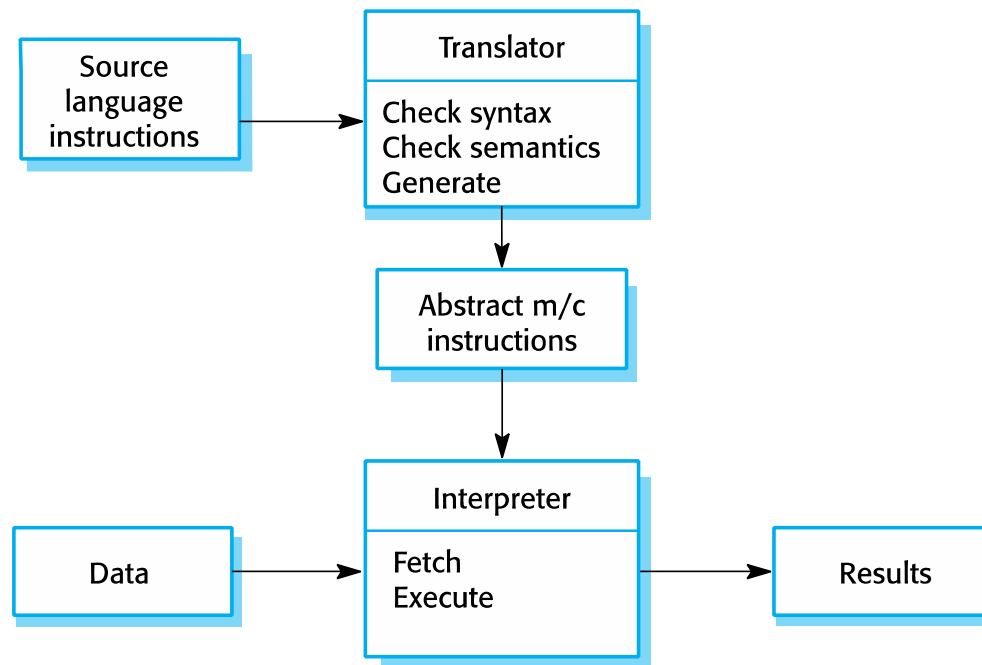 Source
language
instructions
Translator
Check syntax
Check semantics
Generate
Abstract m/c
instructions
Interpreter
Fetch
Execute
Data
Results